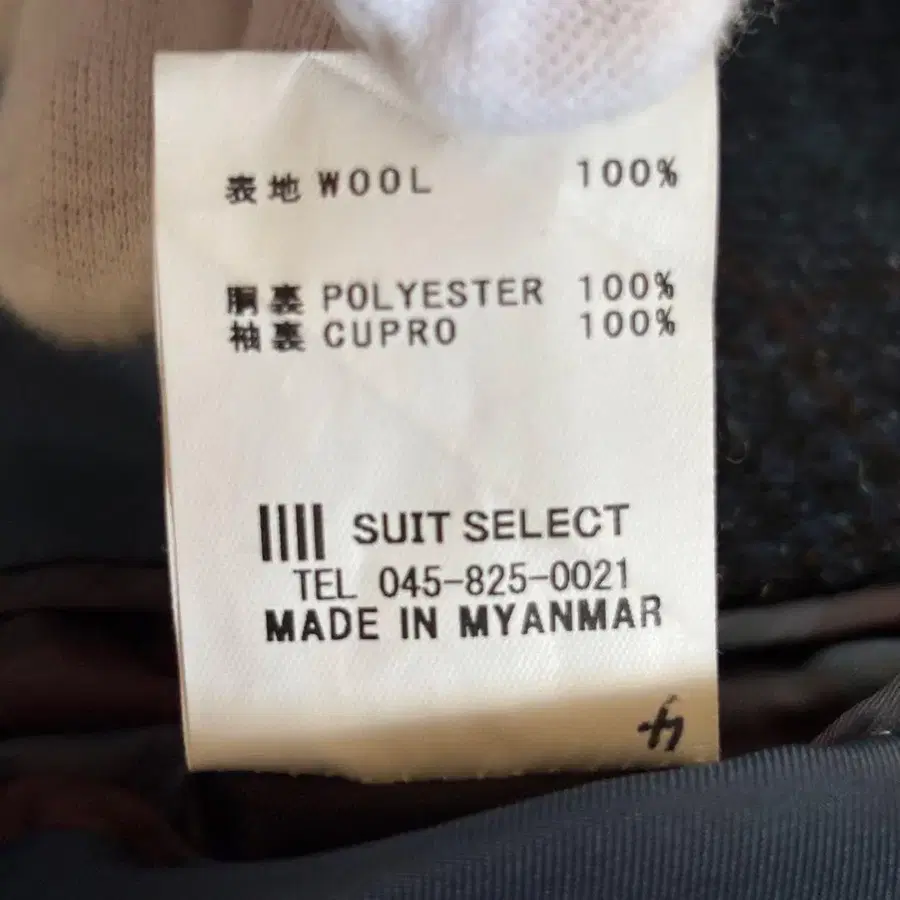 表地 WOOL 100%
胴裏 POLYESTER 100%
袖裏 CUPRO 100%
SUIT SELECT
TEL 045-825-0021
MADE IN MYANMAR